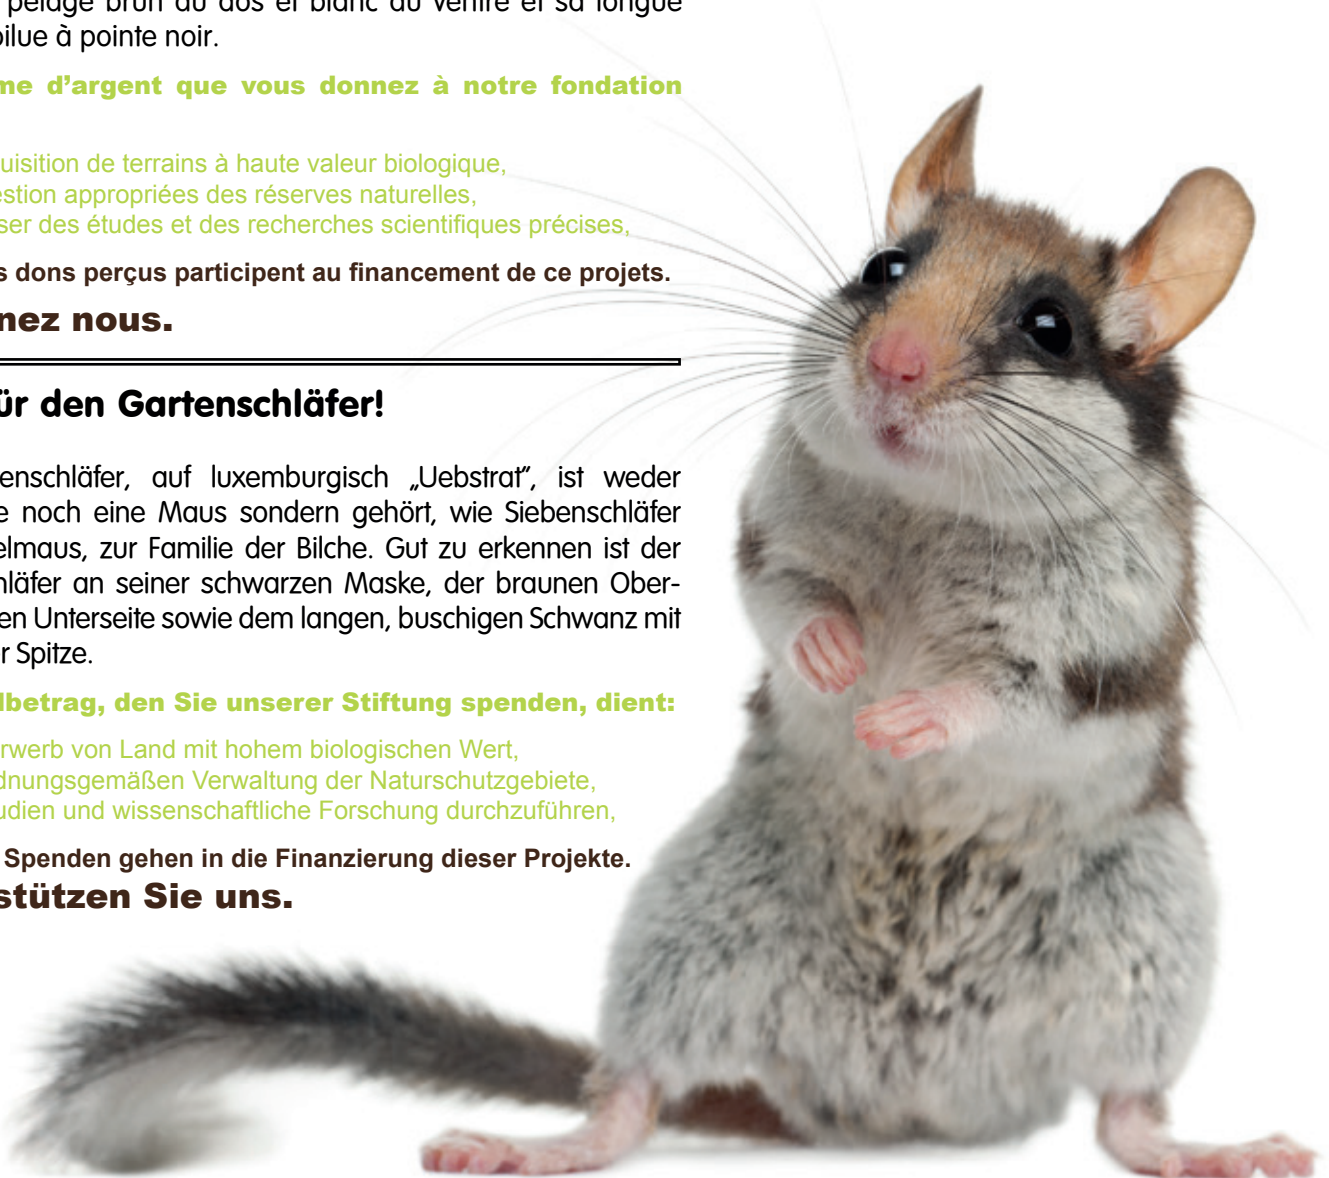 pelage brun au dos et blanc au ventre et sa longue
oilue à pointe noir.
me d’argent que vous donnez à notre fondation
uisition de terrains à haute valeur biologique,
estion appropriées des réserves naturelles,
ser des études et des recherches scientifiques précises,
s dons perçus participent au financement de ce projets.
nez nous.
ür den Gartenschläfer!
enschläfer, auf luxemburgisch „Uebstrat“, ist weder
e noch eine Maus sondern gehört, wie Siebenschläfer
elmaus, zur Familie der Bilche. Gut zu erkennen ist der
hläfer an seiner schwarzen Maske, der braunen Ober-
en Unterseite sowie dem langen, buschigen Schwanz mit
r Spitze.
lbetrag, den Sie unserer Stiftung spenden, dient:
rwerb von Land mit hohem biologischen Wert,
dnungsgemäßen Verwaltung der Naturschutzgebiete,
udien und wissenschaftliche Forschung durchzuführen,
Spenden gehen in die Finanzierung dieser Projekte.
stützen Sie uns.